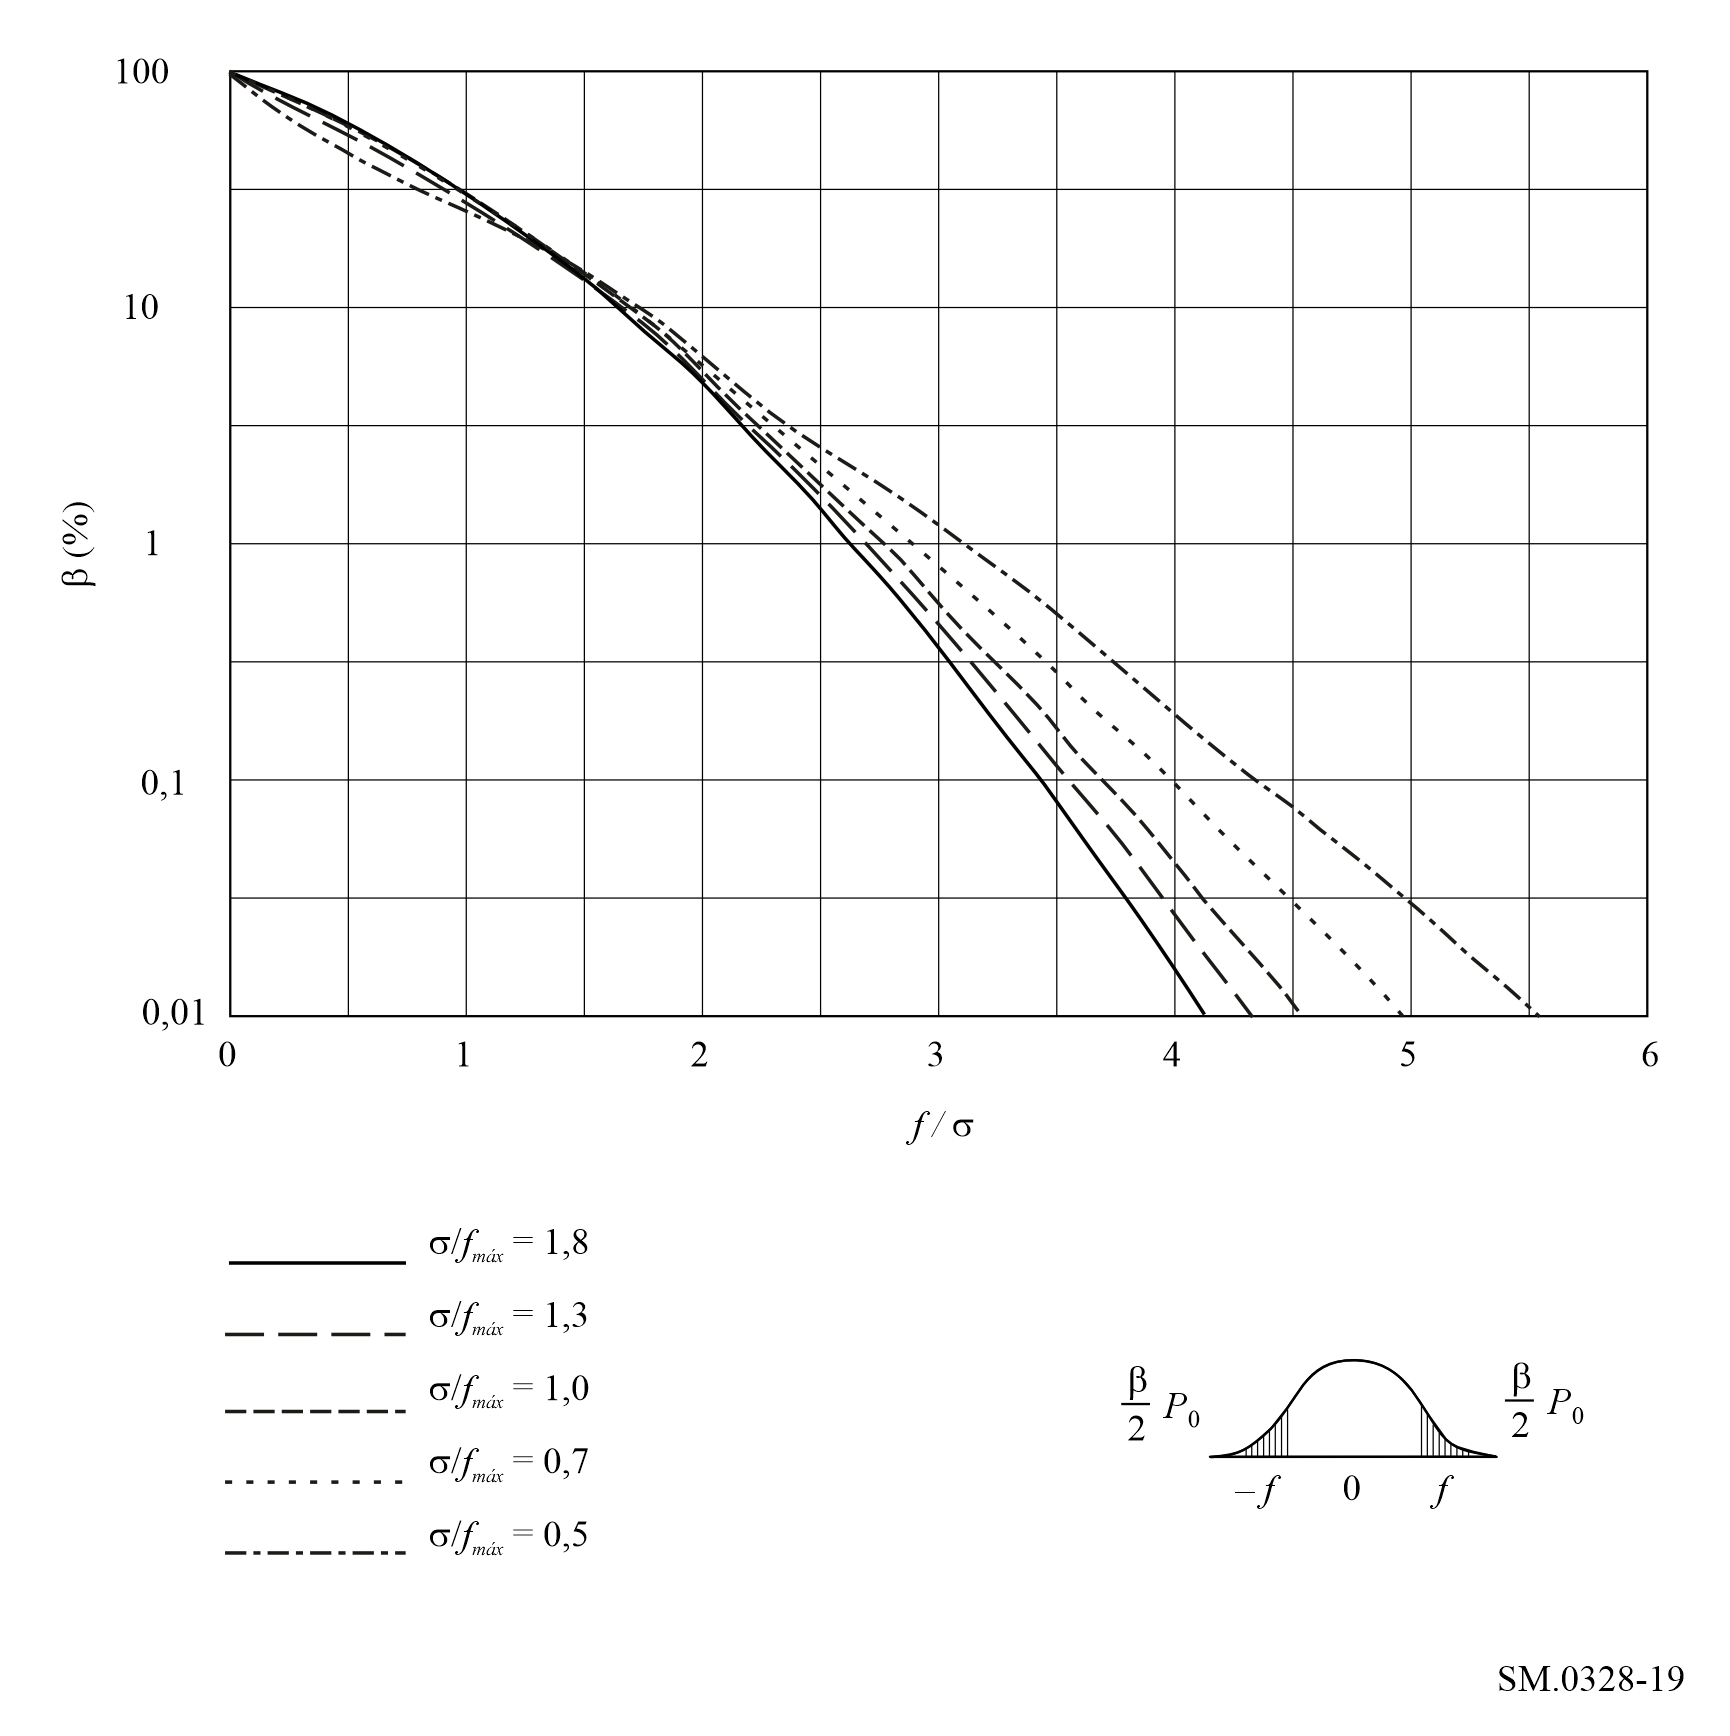 100
10
1
0,1
0,01
β (%)
0 1 2 3 4 5 6
f / σ
σ/fmáx = 1,8
σ/fmáx = 1,3
σ/fmáx = 1,0
σ/fmáx = 0,7
σ/fmáx = 0,5
β/2 P0
β/2 P0
–f 0 f
SM.0328-19